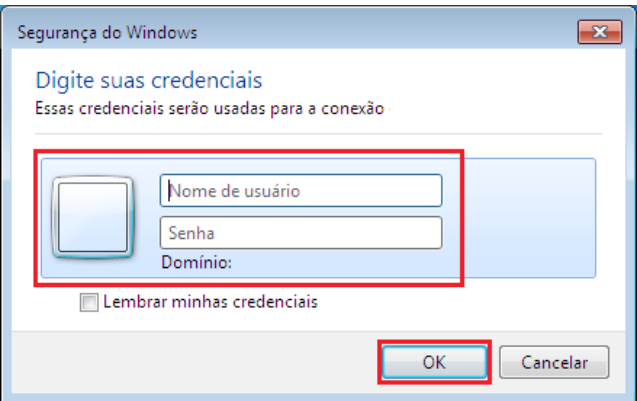 Segurança do Windows
Digite suas credenciais
Essas credenciais serão usadas para a conexão
Nome de usuário
Senha
Domínio:
Lembrar minhas credenciais
OK Cancelar